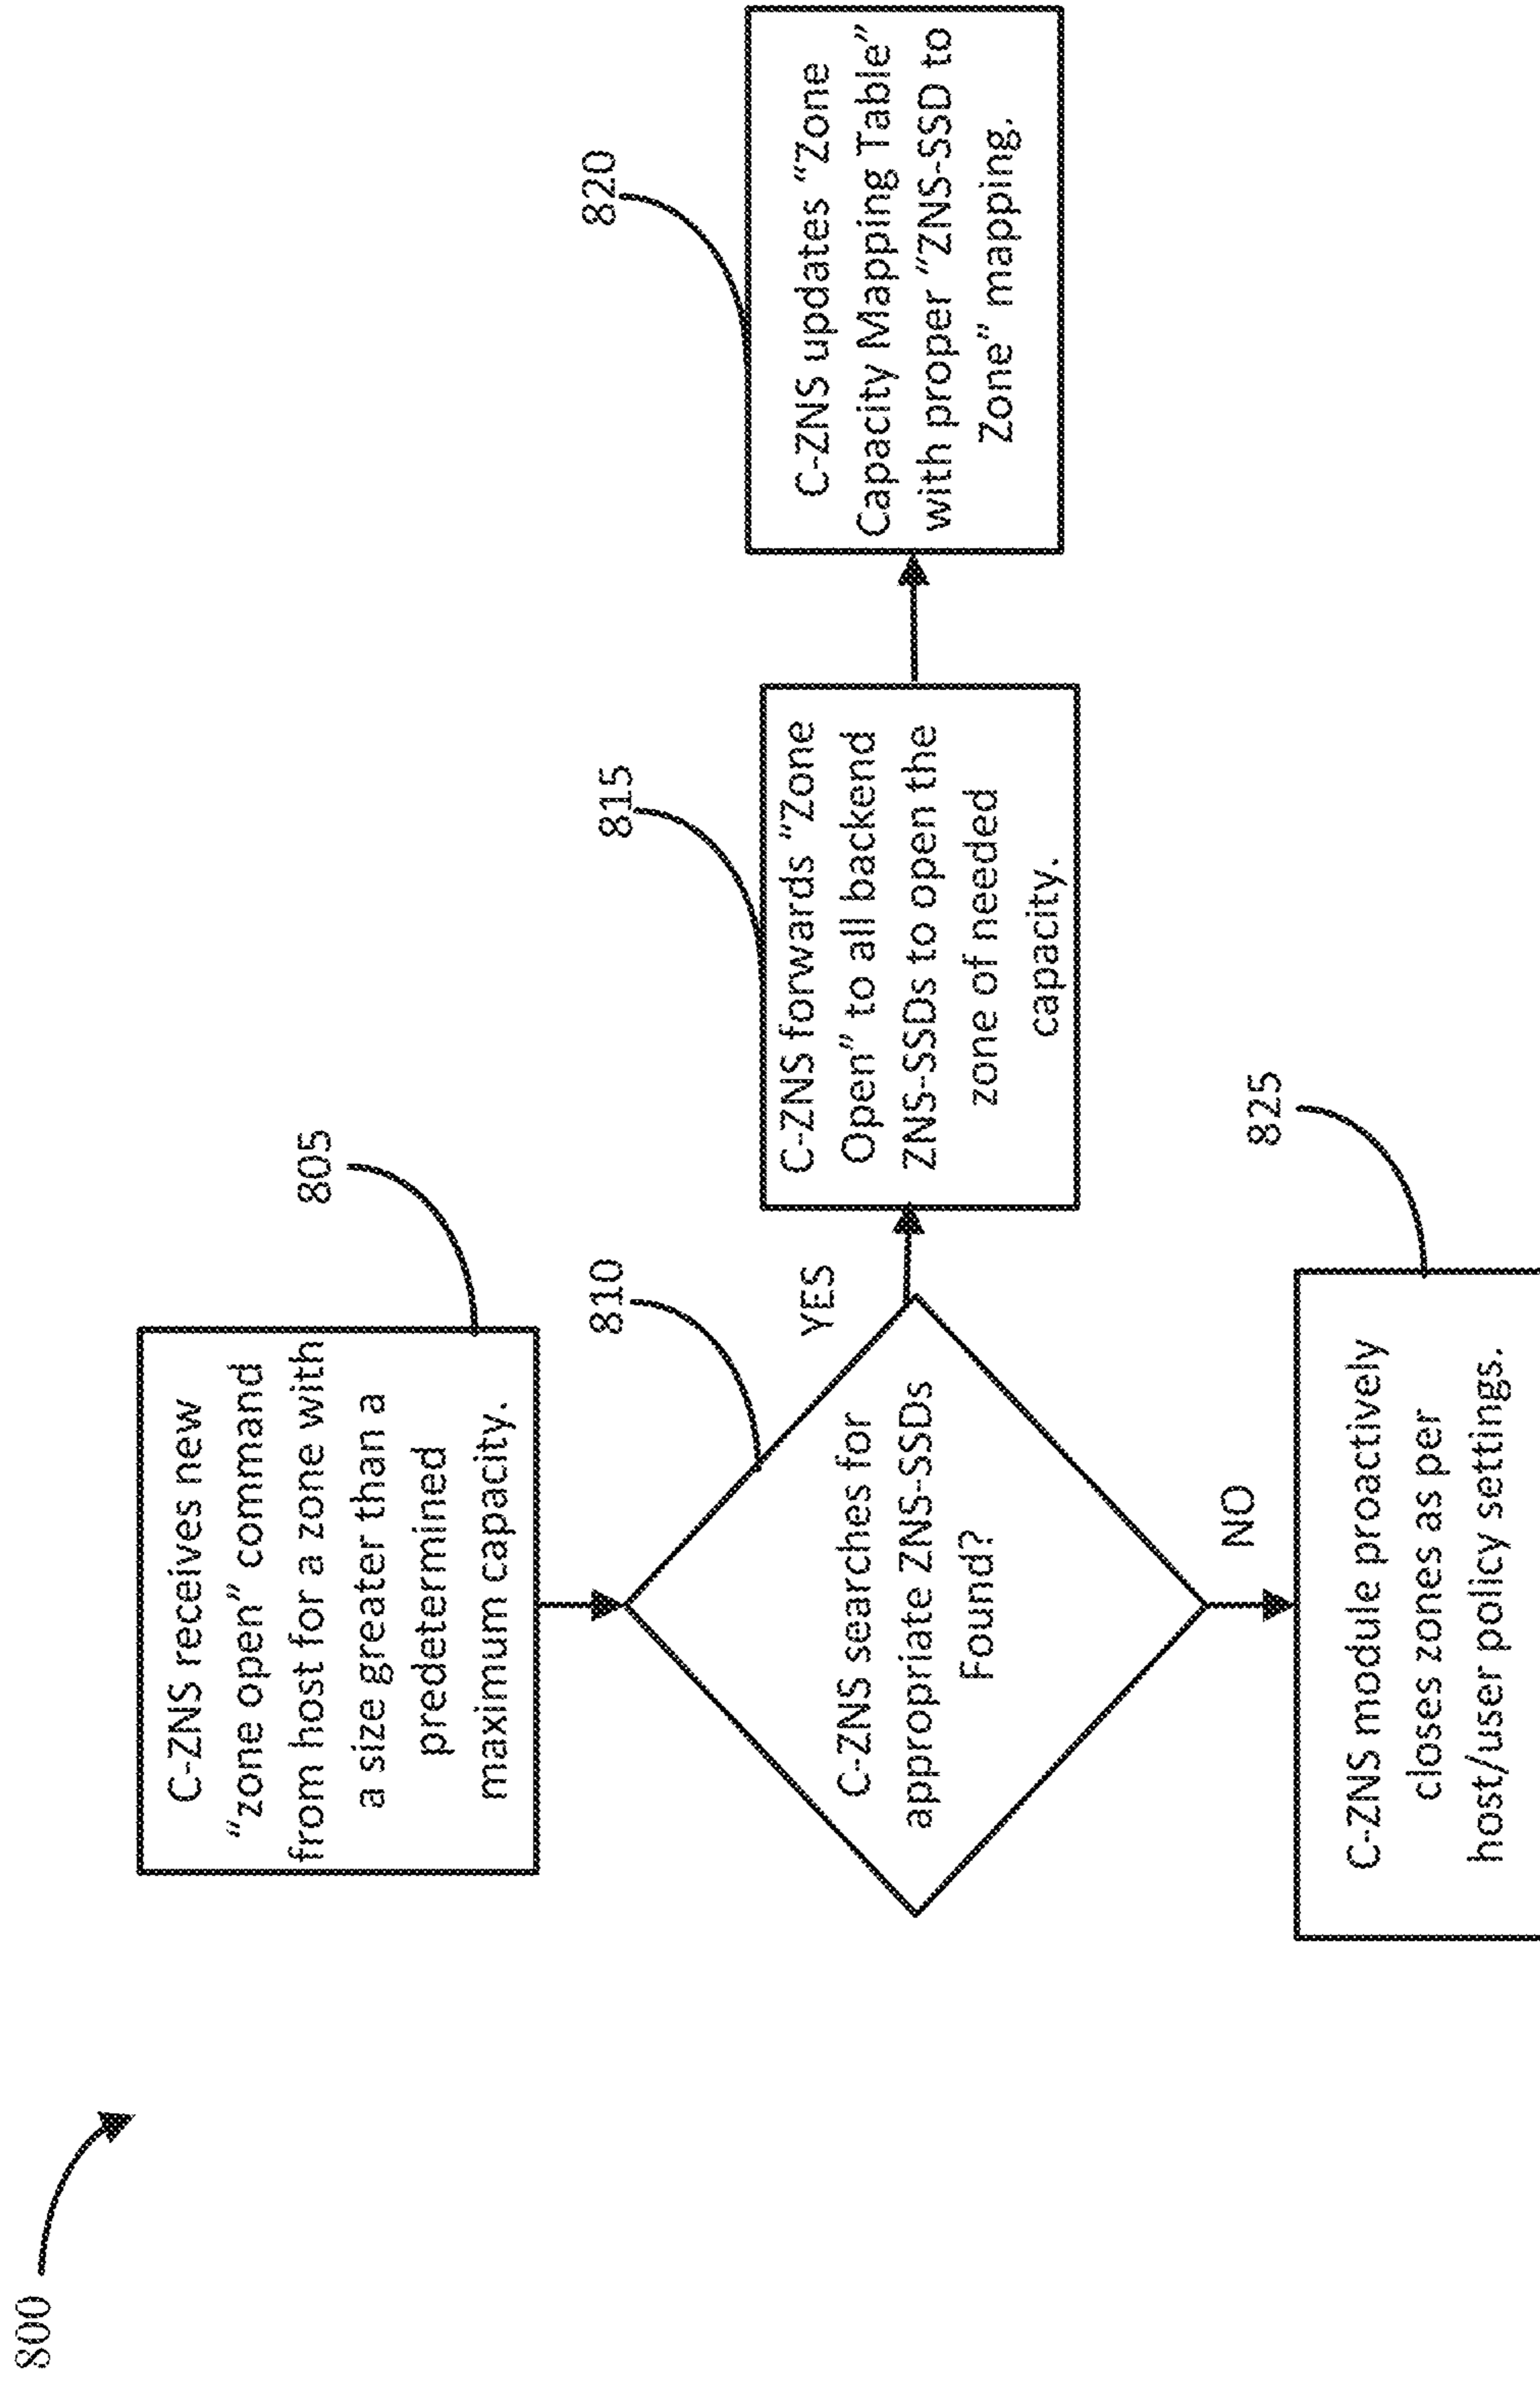 800
805
C-ZNS receives new
“zone open” command
from host for a zone with
a size greater than a
predetermined
maximum capacity.
810
C-ZNS searches for
appropriate ZNS-SSDs
Found?
YES
815
C-ZNS forwards “Zone
Open” to all backend
ZNS-SSDs to open the
zone of needed
capacity.
820
C-ZNS updates “Zone
Capacity Mapping Table”
with proper “ZNS-SSD to
Zone” mapping.
NO
825
C-ZNS module proactively
closes zones as per
host/user policy settings.